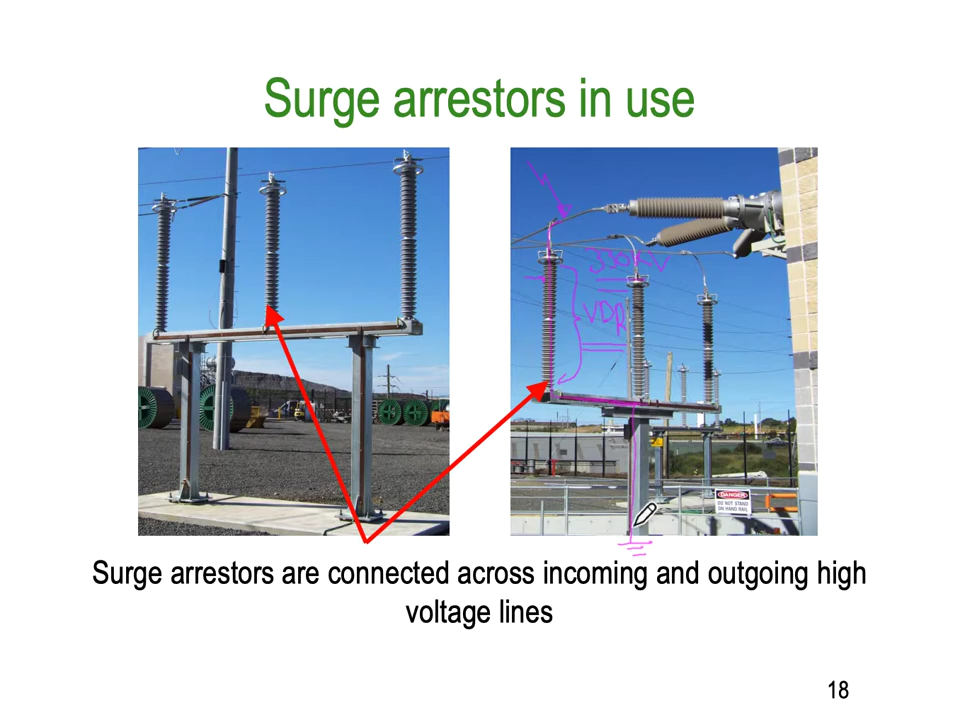 Surge arrestors in use
330KV
VDR
DANGER
DO NOT STAND
ON HAND RAIL
Surge arrestors are connected across incoming and outgoing high
voltage lines
18